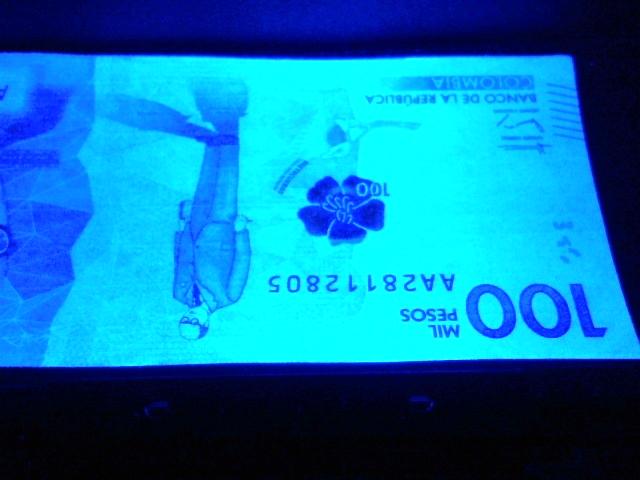 100
MIL
PESOS
AA28112805
100
BANCO DE LA REPÚBLICA
COLOMBIA